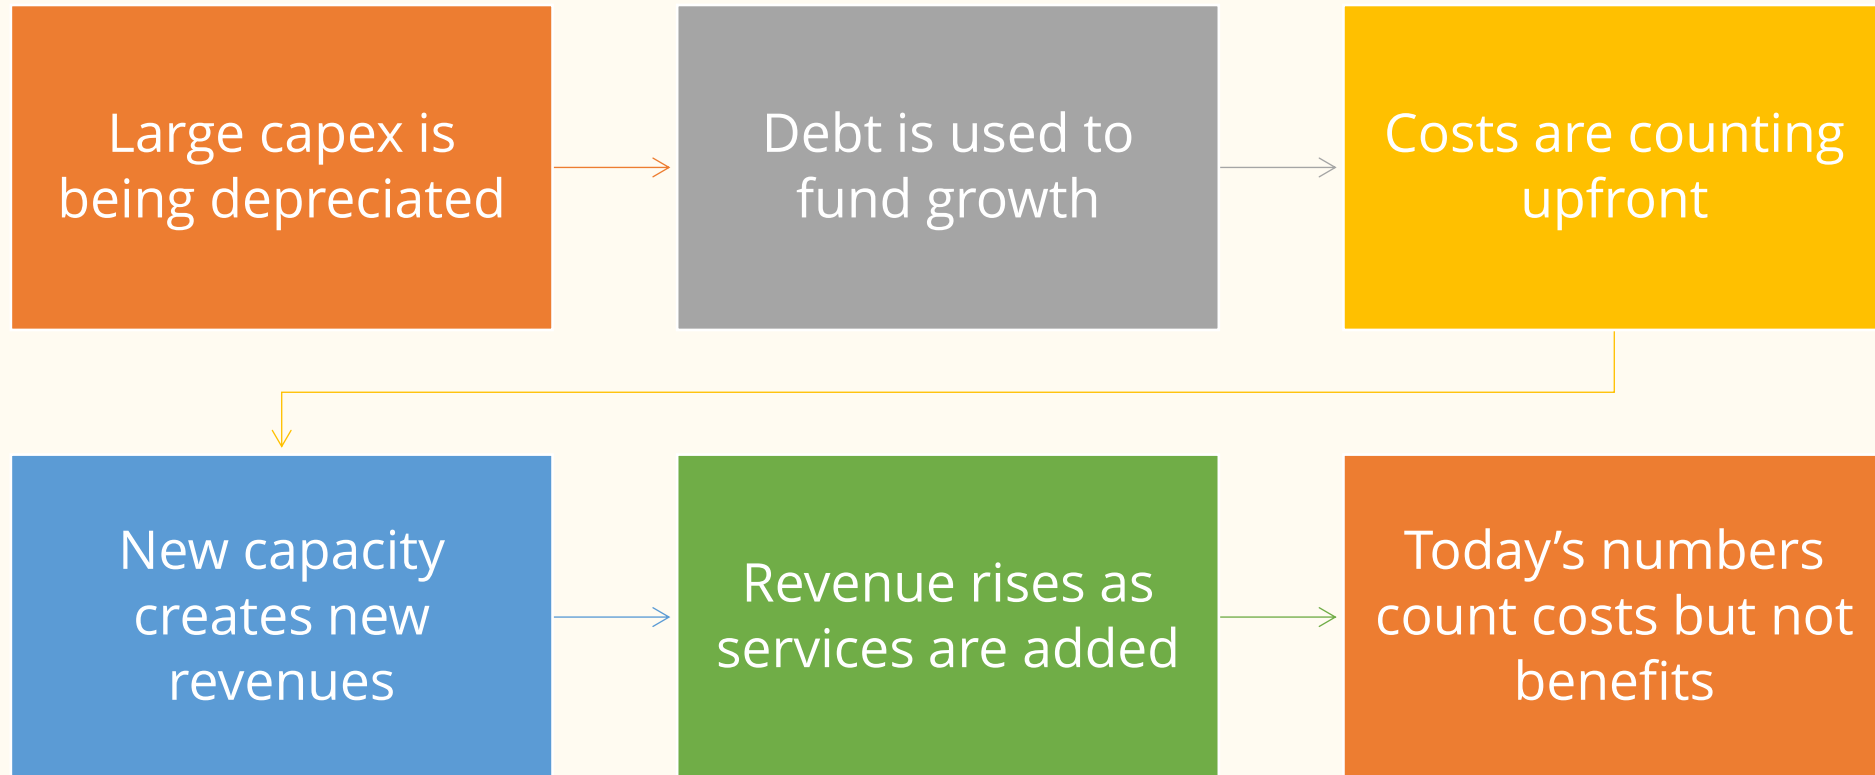 Large capex is
being depreciated
Debt is used to
fund growth
Costs are counting
upfront
New capacity
creates new
revenues
Revenue rises as
services are added
Today’s numbers
count costs but not
benefits